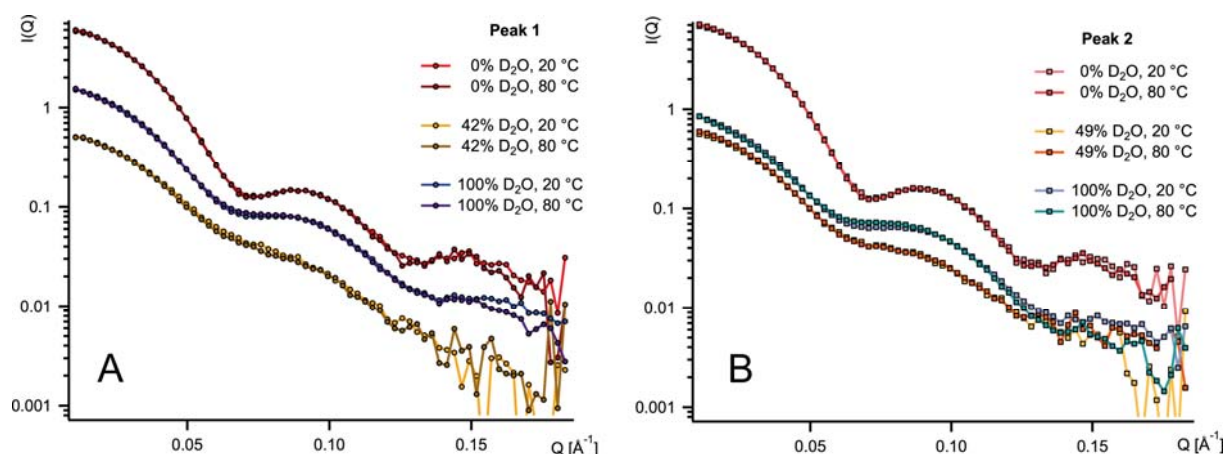 I(Q)
1
0.1
0.01
0.001
Peak 1
0% D₂O, 20 °C
0% D₂O, 80 °C
42% D₂O, 20 °C
42% D₂O, 80 °C
100% D₂O, 20 °C
100% D₂O, 80 °C
A
0.05
0.10
0.15
Q [Å⁻¹]
I(Q)
1
0.1
0.01
0.001
Peak 2
0% D₂O, 20 °C
0% D₂O, 80 °C
49% D₂O, 20 °C
49% D₂O, 80 °C
100% D₂O, 20 °C
100% D₂O, 80 °C
B
0.05
0.10
0.15
Q [Å⁻¹]